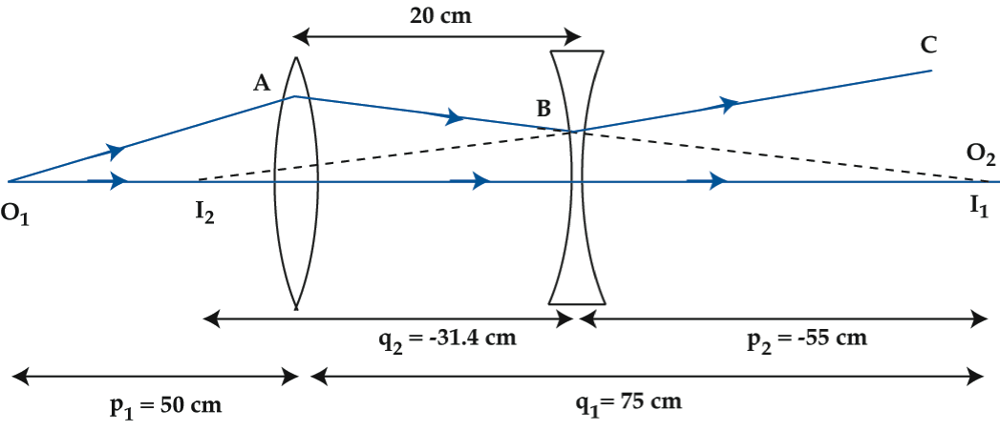 20 cm
C
A
B
O₂
O₁
I₂
I₁
q₂ = -31.4 cm
p₂ = -55 cm
p₁ = 50 cm
q₁= 75 cm